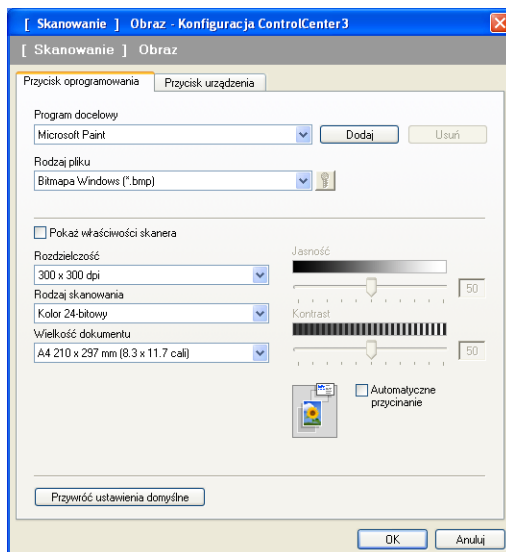 [ Skanowanie ] Obraz - Konfiguracja ControlCenter3
[ Skanowanie ] Obraz
Przycisk oprogramowania Przycisk urządzenia
Program docelowy
Microsoft Paint Dodaj Usuń
Rodzaj pliku
Bitmapa Windows (*.bmp)
Pokaż właściwości skanera
Rozdzielczość Jasność
300 x 300 dpi 50
Rodzaj skanowania Kontrast
Kolor 24-bitowy
Wielkość dokumentu
A4 210 x 297 mm (8.3 x 11.7 cali) 50
Automatyczne
przycinanie
Przywróć ustawienia domyślne
OK Anuluj